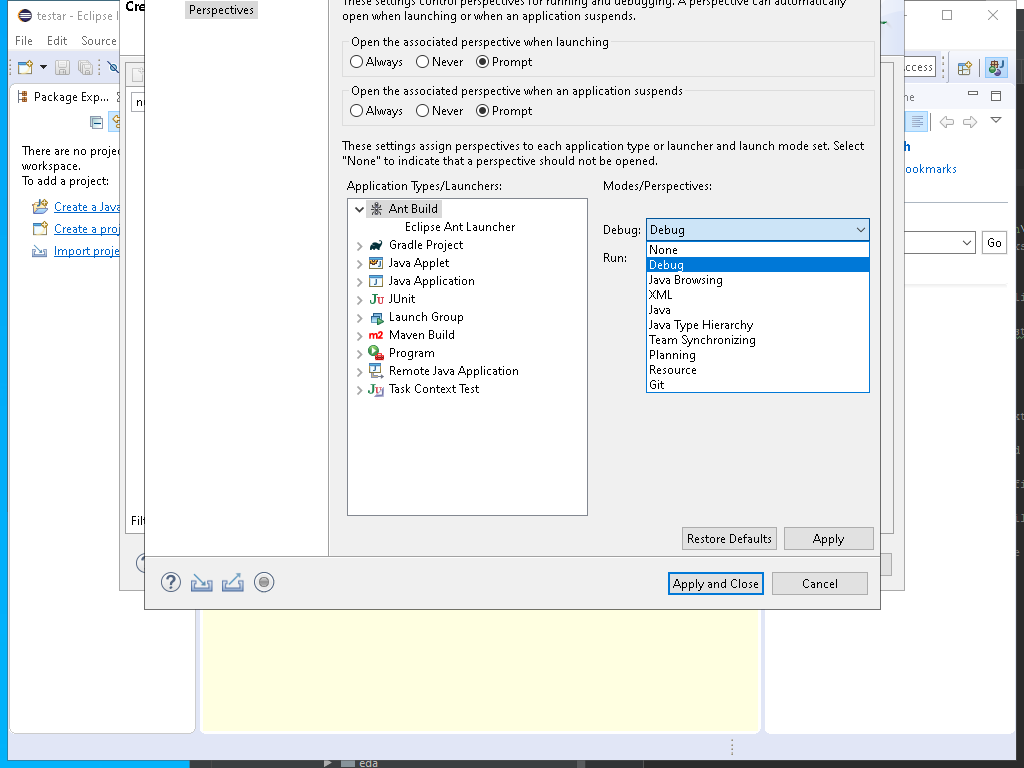 testar - Eclipse I
Cre
Perspectives
These settings control perspectives for running and debugging. A perspective can automatically
open when launching or when an application suspends.
File Edit Source
Open the associated perspective when launching
Always Never Prompt
Access
Package Exp...
Open the associated perspective when an application suspends
Always Never Prompt
There are no proje
workspace.
To add a project:
These settings assign perspectives to each application type or launcher and launch mode set. Select
"None" to indicate that a perspective should not be opened.
ookmarks
Application Types/Launchers:
Modes/Perspectives:
Create a Java
Create a proj
Import proje
Ant Build
Eclipse Ant Launcher
Gradle Project
Java Applet
Java Application
JUnit
Launch Group
Maven Build
Program
Remote Java Application
Task Context Test
Debug: Debug
Run:
None
Debug
Java Browsing
XML
Java
Java Type Hierarchy
Team Synchronizing
Planning
Resource
Git
Go
Filt
Restore Defaults Apply
Apply and Close Cancel
eda